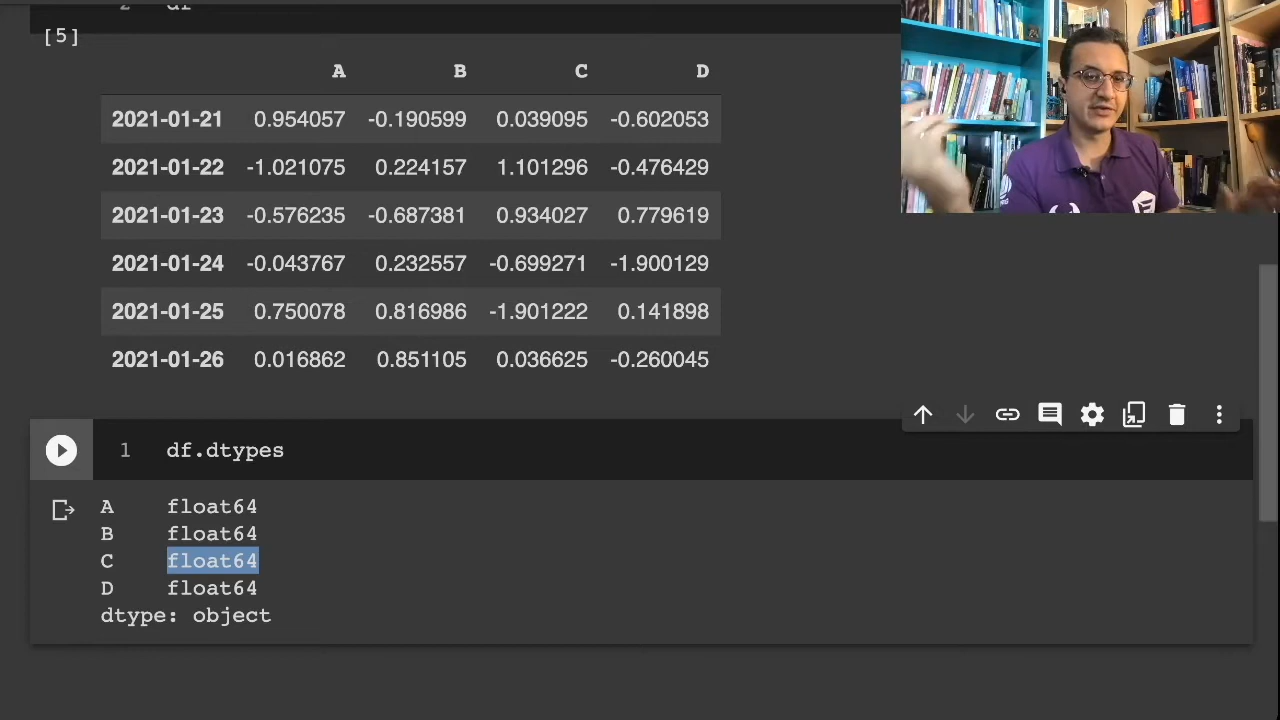 2 df
[5]
A B C D
2021-01-21 0.954057 -0.190599 0.039095 -0.602053
2021-01-22 -1.021075 0.224157 1.101296 -0.476429
2021-01-23 -0.576235 -0.687381 0.934027 0.779619
2021-01-24 -0.043767 0.232557 -0.699271 -1.900129
2021-01-25 0.750078 0.816986 -1.901222 0.141898
2021-01-26 0.016862 0.851105 0.036625 -0.260045
1 df.dtypes
A float64
B float64
C float64
D float64
dtype: object